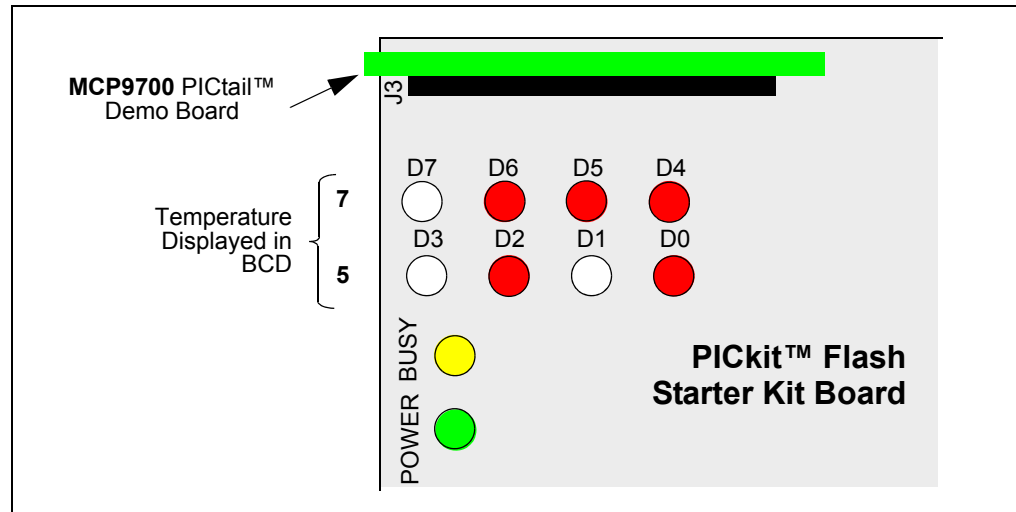 MCP9700 PICtail™
Demo Board
J3
D7 D6 D5 D4
7
Temperature
Displayed in
BCD
D3 D2 D1 D0
5
BUSY
POWER
PICkit™ Flash
Starter Kit Board